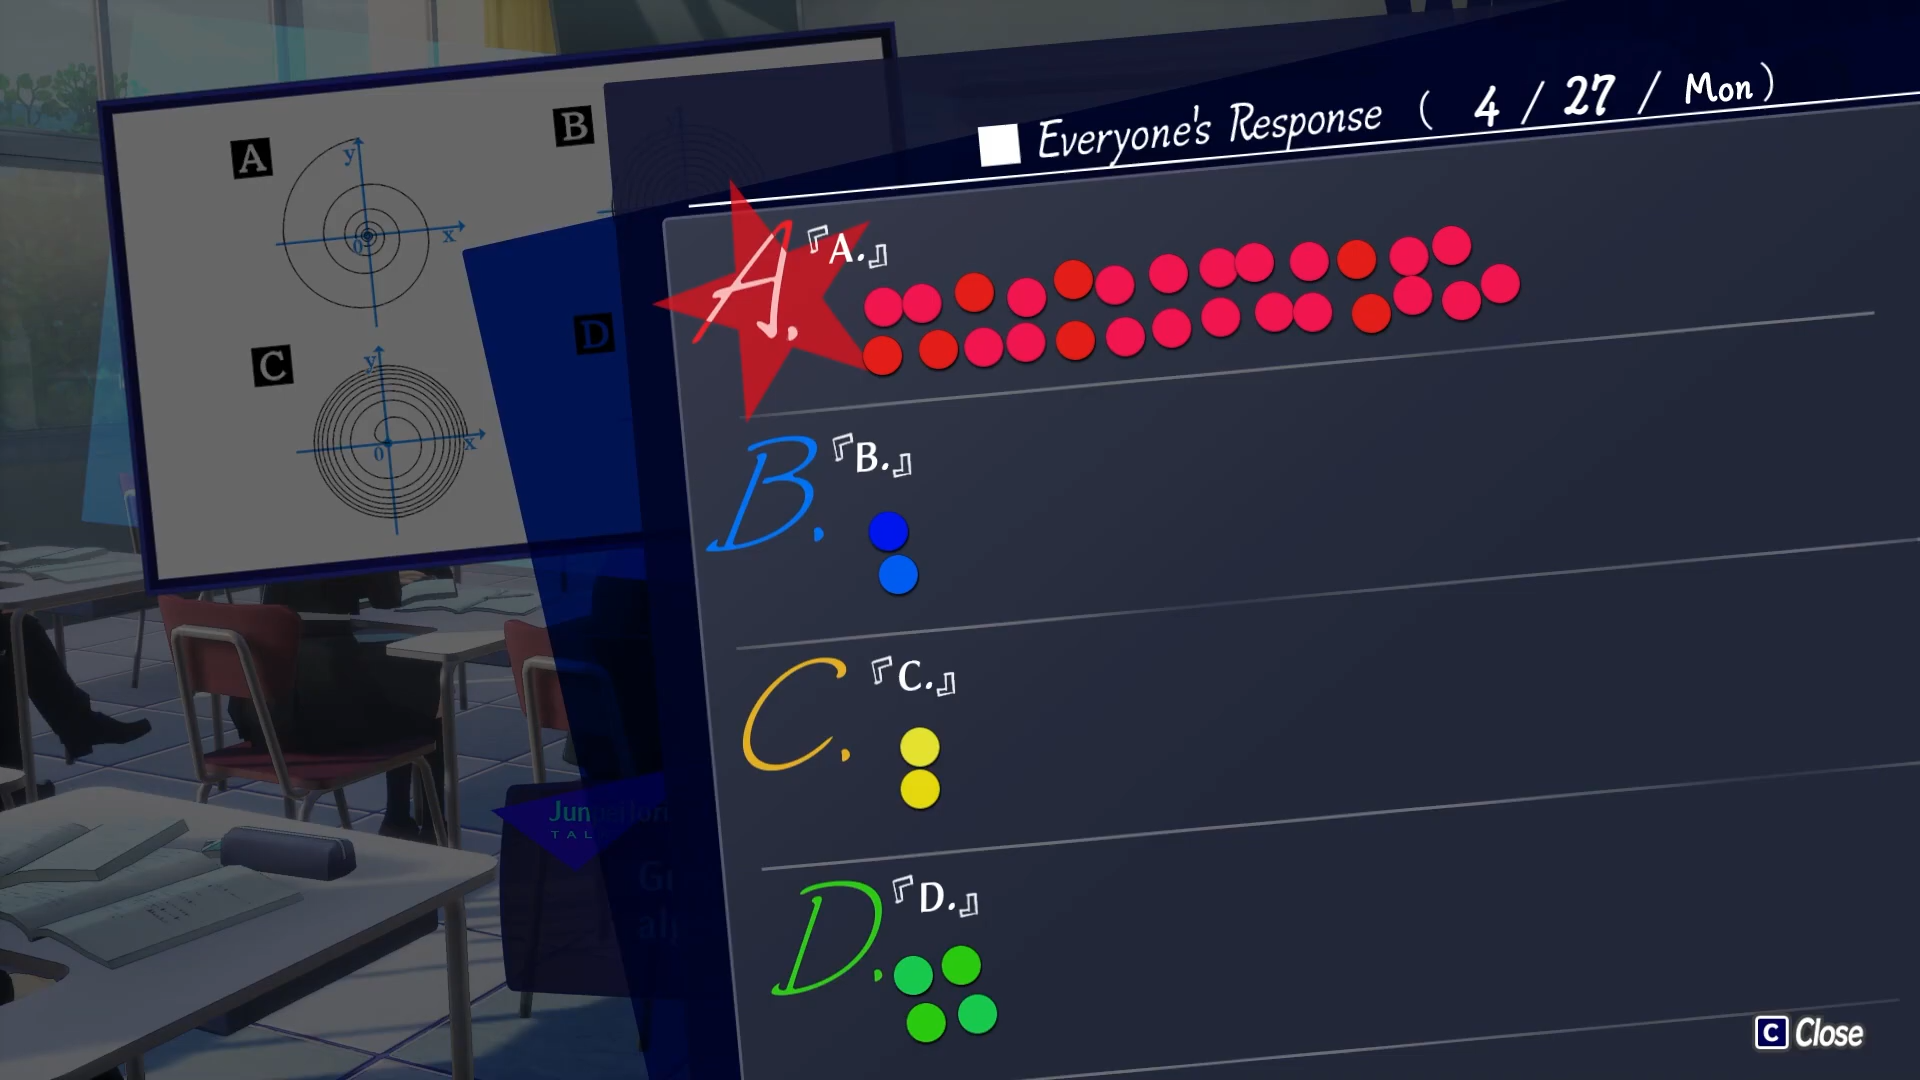 Everyone's Response ( 4 / 27 / Mon )
A
y
0
x
B
C
y
0
x
D
A.
『A.』
B.
『B.』
C.
『C.』
D.
『D.』
C Close